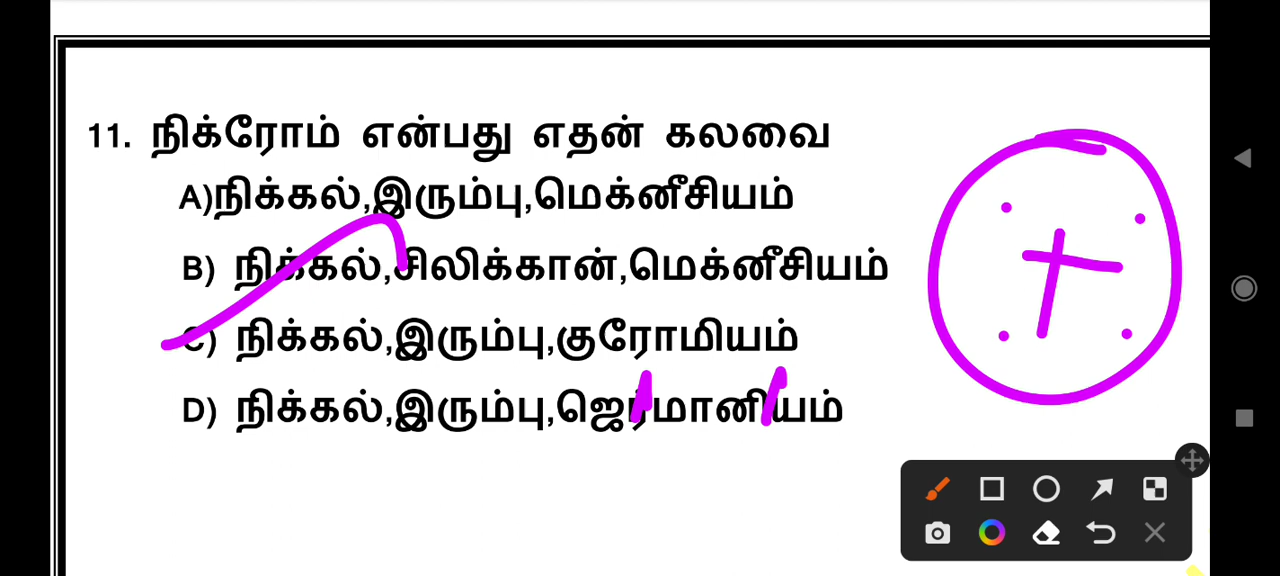 11. நிக்ரோம் என்பது எதன் கலவை
A)நிக்கல்,இரும்பு,மெக்னீசியம்
B) நிக்கல்,சிலிக்கான்,மெக்னீசியம்
C) நிக்கல்,இரும்பு,குரோமியம்
D) நிக்கல்,இரும்பு,ஜெர்மானியம்